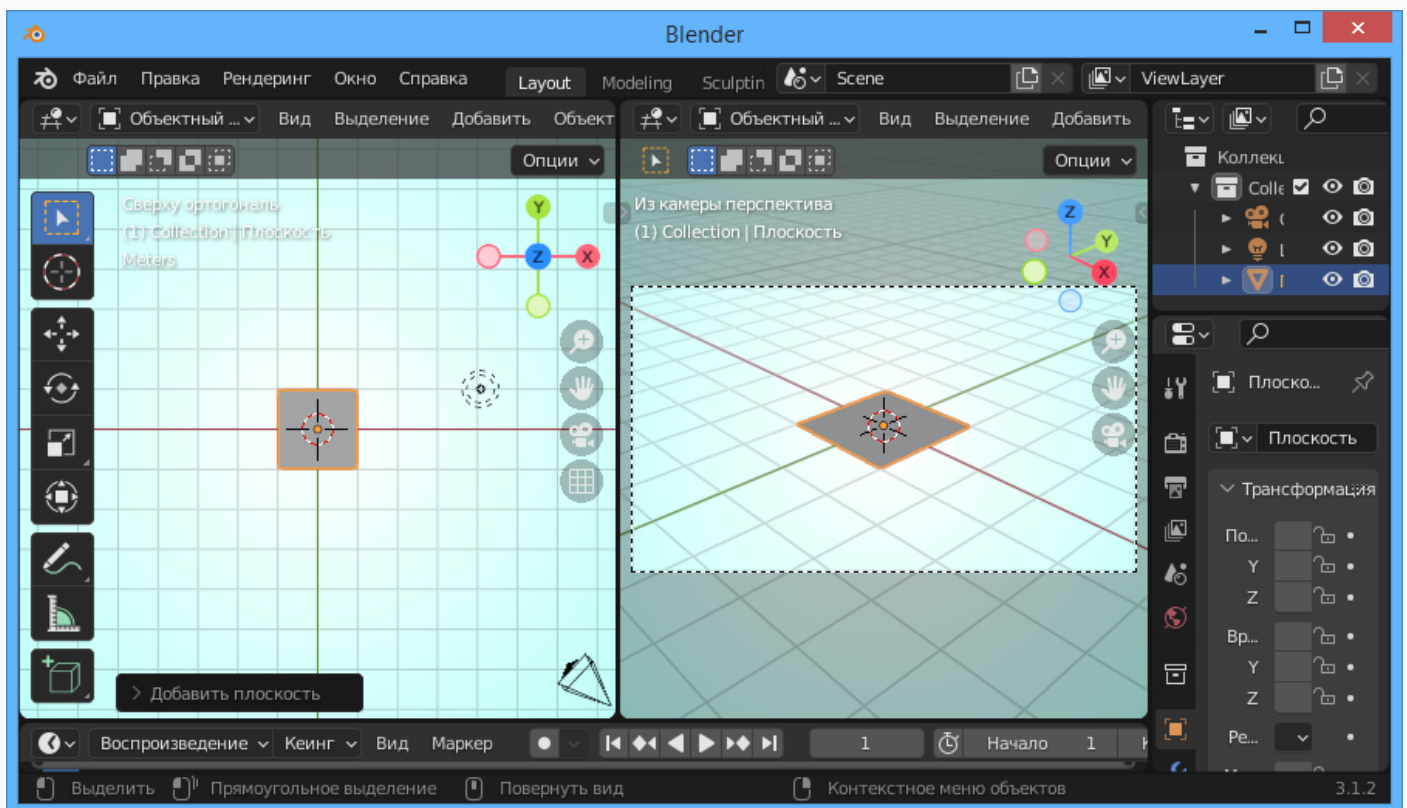 Blender
Файл Правка Рендеринг Окно Справка Layout Modeling Sculptin Scene ViewLayer
Объектный ... Вид Выделение Добавить Объект
Объектный ... Вид Выделение Добавить
Опции
Опции
Сверху ортогональ
(1) Collection | Плоскость
Meters
Y
Z
X
Из камеры перспектива
(1) Collection | Плоскость
Z
Y
X
Добавить плоскость
Коллекц
Colle
Плоско...
Плоскость
Трансформация
По...
Y
Z
Вр...
Y
Z
Ре...
Воспроизведение Кеинг Вид Маркер 1 Начало 1
Выделить Прямоугольное выделение Повернуть вид Контекстное меню объектов 3.1.2